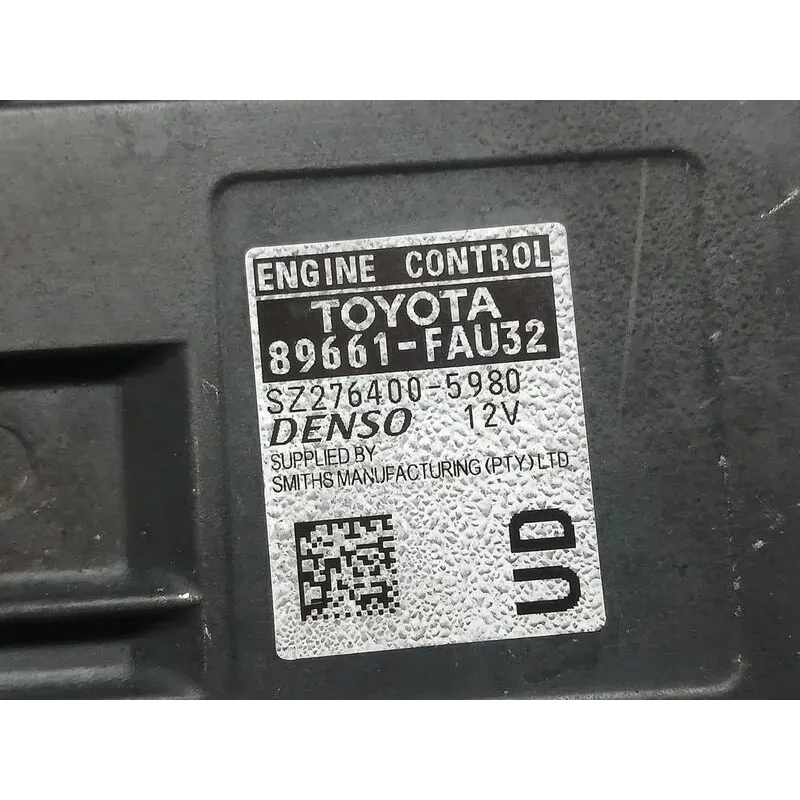 ENGINE CONTROL
TOYOTA
89661-FAU32
SZ276400-5980
DENSO 12V
SUPPLIED BY
SMITHS MANUFACTURING (PTY) LTD
UD